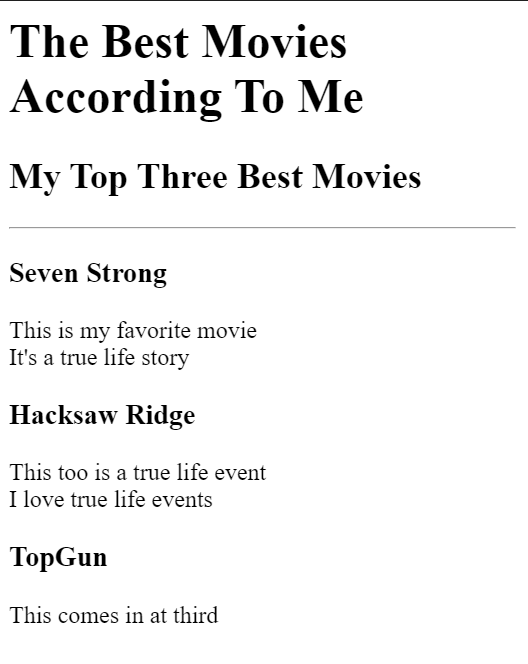 The Best Movies
According To Me
My Top Three Best Movies
Seven Strong
This is my favorite movie
It's a true life story
Hacksaw Ridge
This too is a true life event
I love true life events
TopGun
This comes in at third